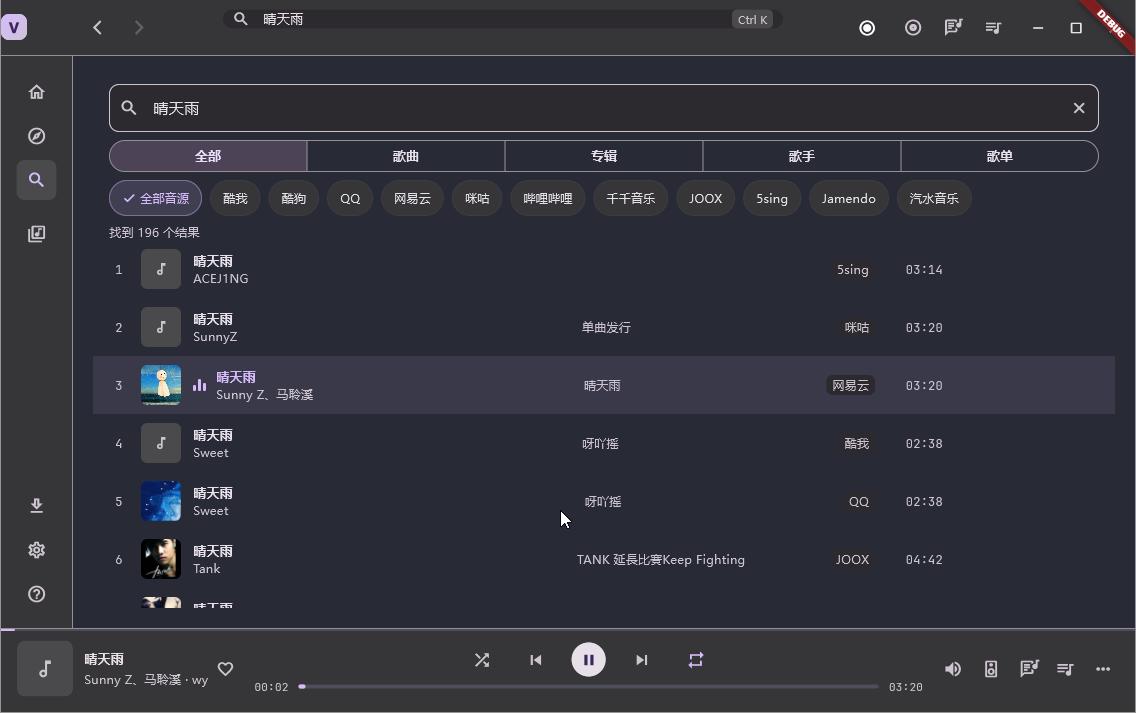 V
晴天雨
Ctrl K
DEBUG
晴天雨
全部 歌曲 专辑 歌手 歌单
全部音源 酷我 酷狗 QQ 网易云 咪咕 哔哩哔哩 千千音乐 JOOX 5sing Jamendo 汽水音乐
找到 196 个结果
1 晴天雨 5sing 03:14
ACEJ1NG
2 晴天雨 单曲发行 咪咕 03:20
SunnyZ
3 晴天雨 晴天雨 网易云 03:20
Sunny Z、马聆溪
4 晴天雨 呀吖摇 酷我 02:38
Sweet
5 晴天雨 呀吖摇 QQ 02:38
Sweet
6 晴天雨 TANK 延長比賽Keep Fighting JOOX 04:42
Tank
晴天雨
晴天雨
Sunny Z、马聆溪 · wy
00:02 03:20